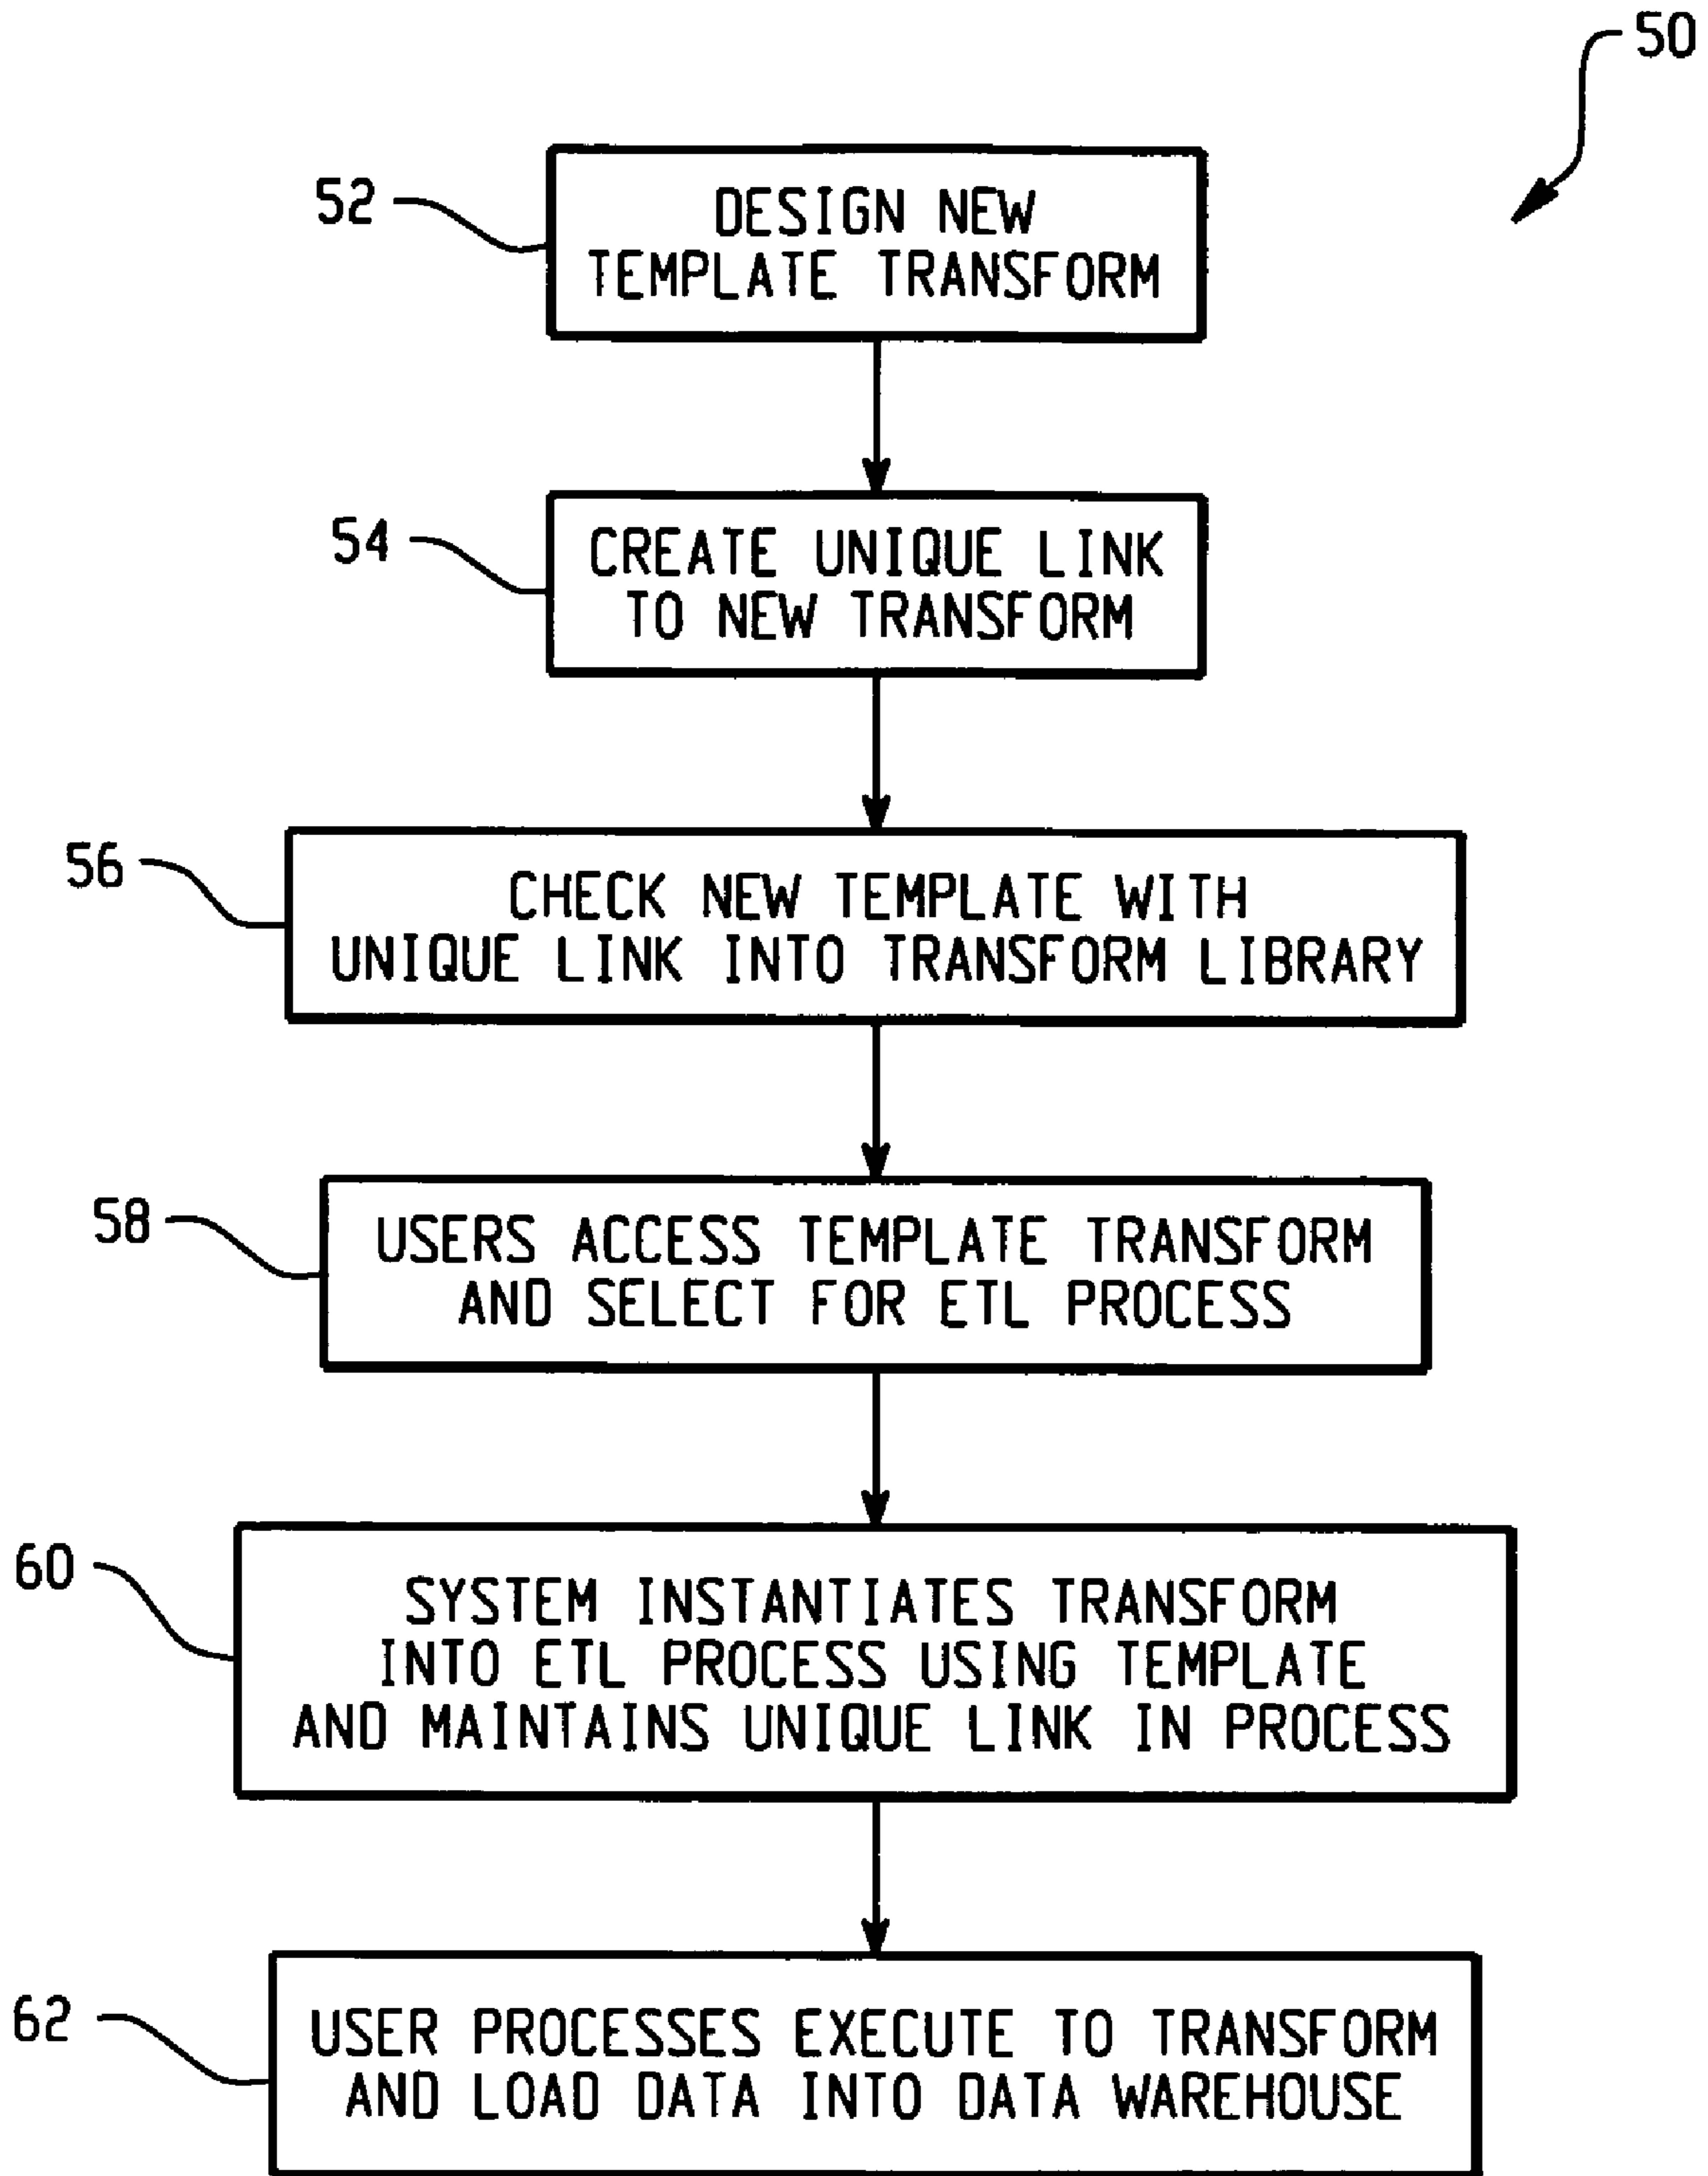 50
52
DESIGN NEW
TEMPLATE TRANSFORM
54
CREATE UNIQUE LINK
TO NEW TRANSFORM
56
CHECK NEW TEMPLATE WITH
UNIQUE LINK INTO TRANSFORM LIBRARY
58
USERS ACCESS TEMPLATE TRANSFORM
AND SELECT FOR ETL PROCESS
60
SYSTEM INSTANTIATES TRANSFORM
INTO ETL PROCESS USING TEMPLATE
AND MAINTAINS UNIQUE LINK IN PROCESS
62
USER PROCESSES EXECUTE TO TRANSFORM
AND LOAD DATA INTO DATA WAREHOUSE